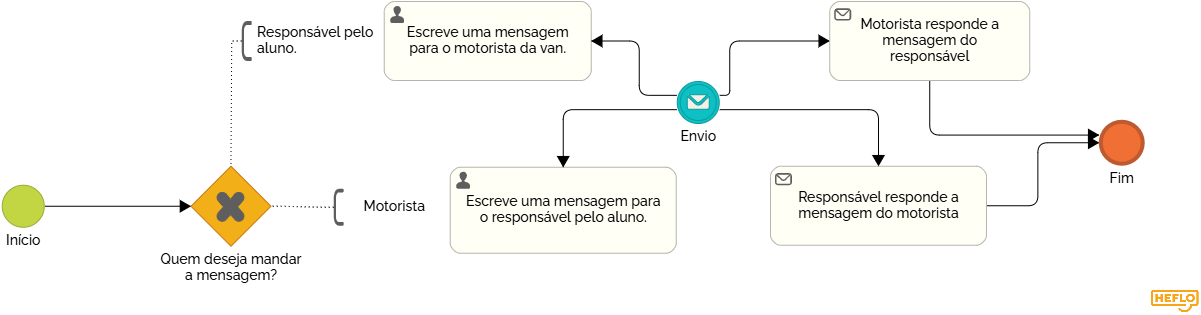 Início
Quem deseja mandar
a mensagem?
Responsável pelo
aluno.
Motorista
Escreve uma mensagem
para o motorista da van.
Escreve uma mensagem para
o responsável pelo aluno.
Envio
Motorista responde a
mensagem do
responsável
Responsável responde a
mensagem do motorista
Fim
HEFLO